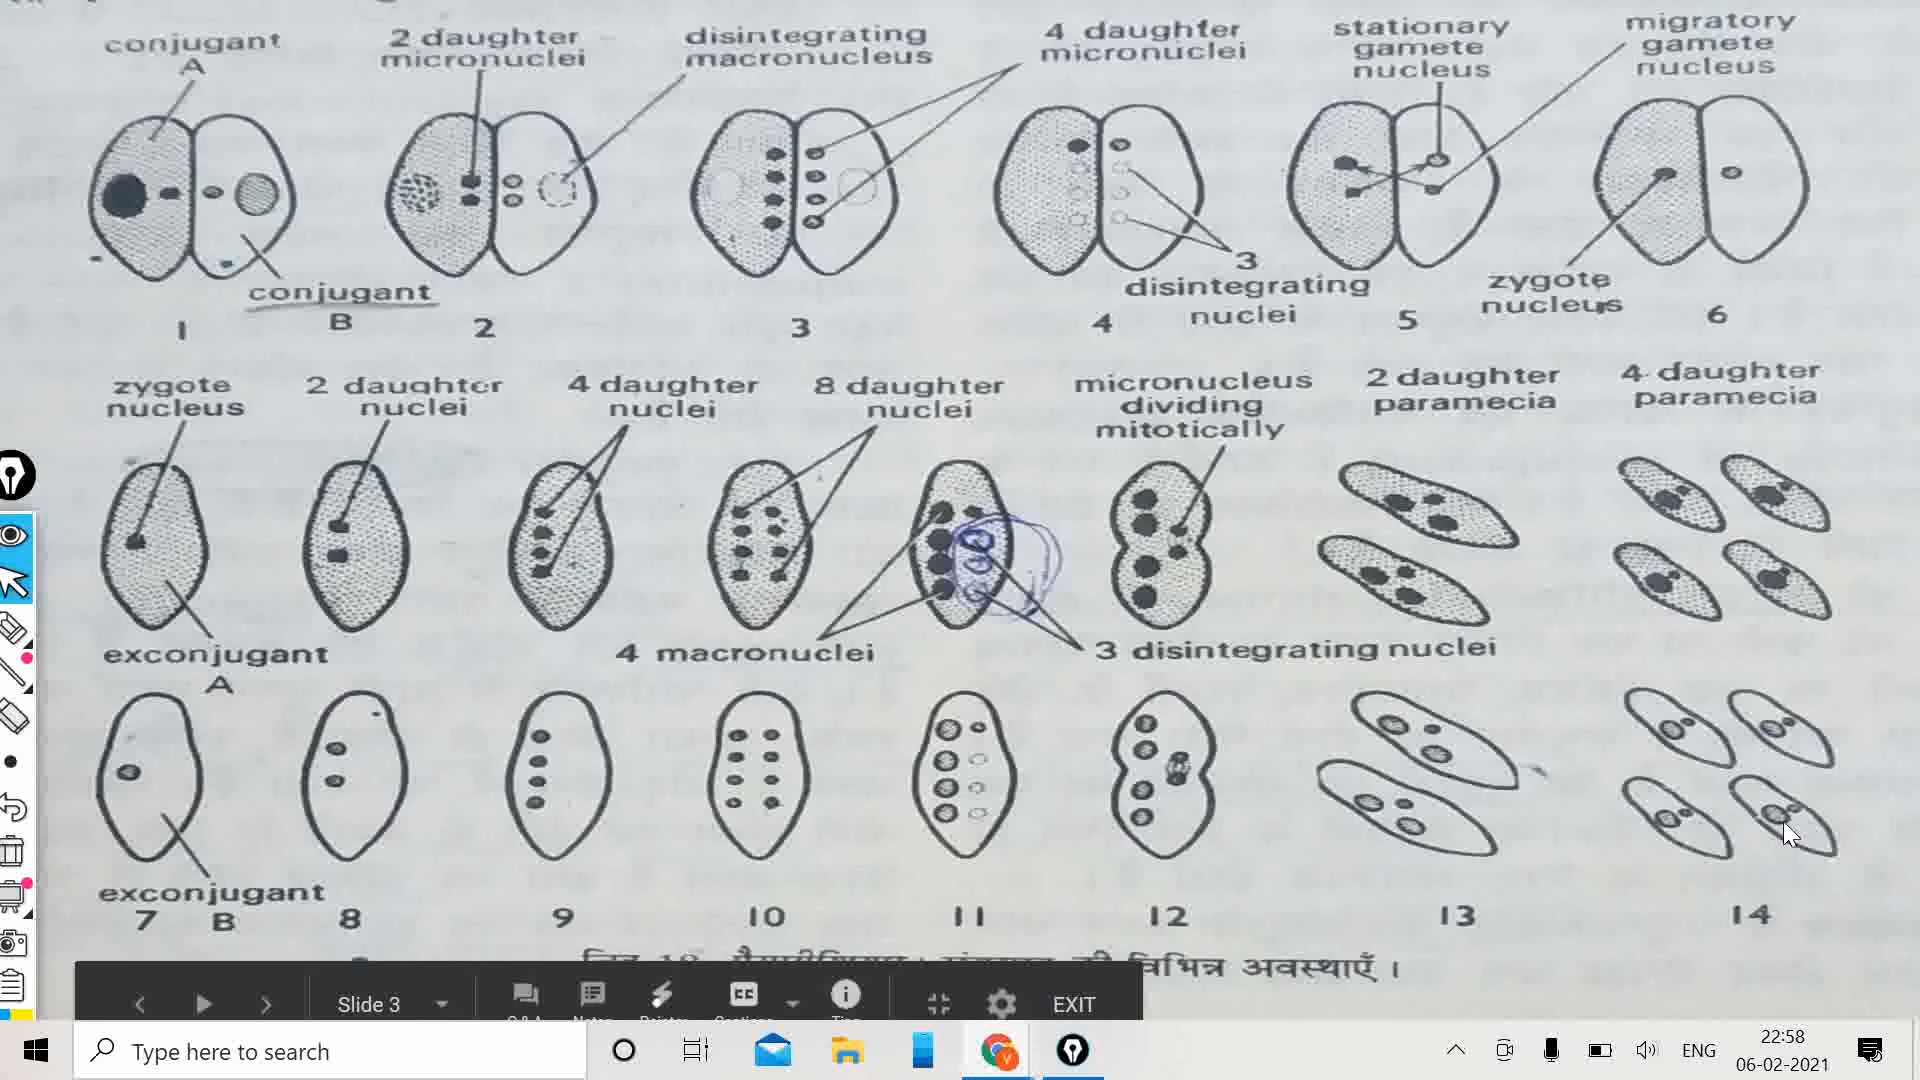 conjugant
A
2 daughter
micronuclei
disintegrating
macronucleus
4 daughter
micronuclei
stationary
gamete
nucleus
migratory
gamete
nucleus
conjugant
B
3
disintegrating
nuclei
zygote
nucleus
1
2
3
4
5
6
zygote
nucleus
2 daughter
nuclei
4 daughter
nuclei
8 daughter
nuclei
micronucleus
dividing
mitotically
2 daughter
paramecia
4 daughter
paramecia
exconjugant
A
4 macronuclei
3 disintegrating nuclei
exconjugant
B
7
8
9
10
11
12
13
14
विभिन्न अवस्थाएँ ।
Slide 3
EXIT
Type here to search
ENG
22:58
06-02-2021